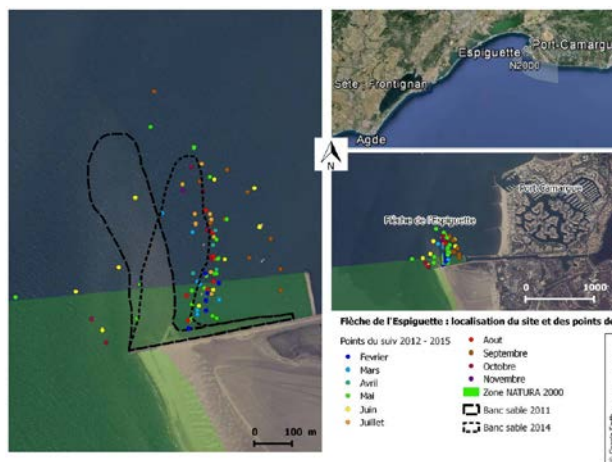 0 100 m
N
Sète Frontignan
Agde
Espiguette
Port-Camargue
N2000
Port-Camargue
Flèche de l'Espiguette
0 1000
Flèche de l'Espiguette : localisation du site et des points de
Points du suiv 2012 - 2015
Fevrier
Mars
Avril
Mai
Juin
Juillet
Aout
Septembre
Octobre
Novembre
Zone NATURA 2000
Banc sable 2011
Banc sable 2014